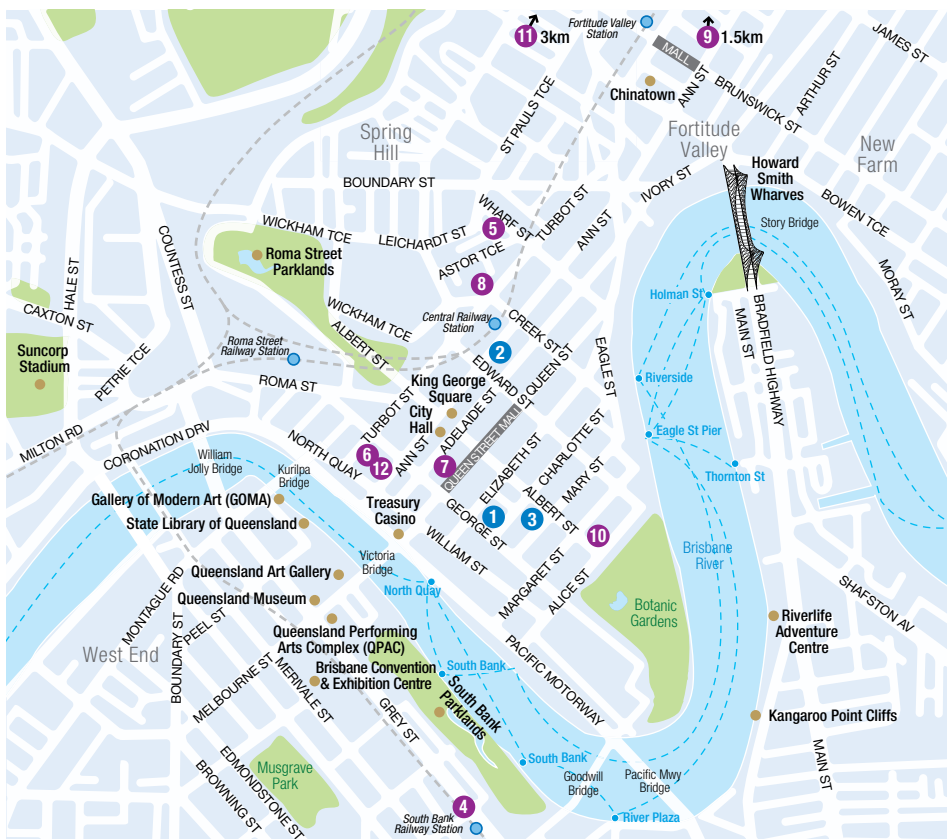 11 3km
Fortitude Valley
Station
9 1.5km
JAMES ST
MALL
ANN ST
ARTHUR ST
Chinatown
BRUNSWICK ST
ST PAULS TCE
Spring
Hill
Fortitude
Valley
New
Farm
BOUNDARY ST
IVORY ST
Howard
Smith
Wharves
BOWEN TCE
WHARF ST
TURBOT ST
ANN ST
Story Bridge
WICKHAM TCE
LEICHARDT ST
5
ASTOR TCE
COUNTESS ST
Roma Street
Parklands
HALE ST
8
MORAY ST
Holman St
CAXTON ST
WICKHAM TCE
Central Railway
Station
CREEK ST
MAIN ST
BRADFIELD HIGHWAY
ALBERT ST
Roma Street
Railway Station
2
EAGLE ST
Suncorp
Stadium
PETRIE TCE
ROMA ST
EDWARD ST
QUEEN ST
Riverside
King George
Square
City
Hall
TURBOT ST
ADELAIDE ST
QUEEN STREET MALL
MILTON RD
CORONATION DRV
NORTH QUAY
ANN ST
6
12
7
ELIZABETH ST
CHARLOTTE ST
Eagle St Pier
William
Jolly Bridge
Kurilpa
Bridge
MARY ST
Thornton St
Gallery of Modern Art (GOMA)
State Library of Queensland
Treasury
Casino
GEORGE ST
1
ALBERT ST
3
10
WILLIAM ST
Victoria
Bridge
Brisbane
River
Queensland Art Gallery
North Quay
MARGARET ST
ALICE ST
Botanic
Gardens
SHAFSTON AV
MONTAGUE RD
Queensland Museum
Riverlife
Adventure
Centre
PEEL ST
BOUNDARY ST
West End
Queensland Performing
Arts Complex (QPAC)
Brisbane Convention
& Exhibition Centre
South Bank
PACIFIC MOTORWAY
MELBOURNE ST
MERIVALE ST
GREY ST
South Bank
Parklands
Kangaroo Point Cliffs
MAIN ST
EDMONDSTONE ST
BROWNING ST
Musgrave
Park
South Bank
Goodwill
Bridge
Pacific Mwy
Bridge
4
South Bank
Railway Station
River Plaza